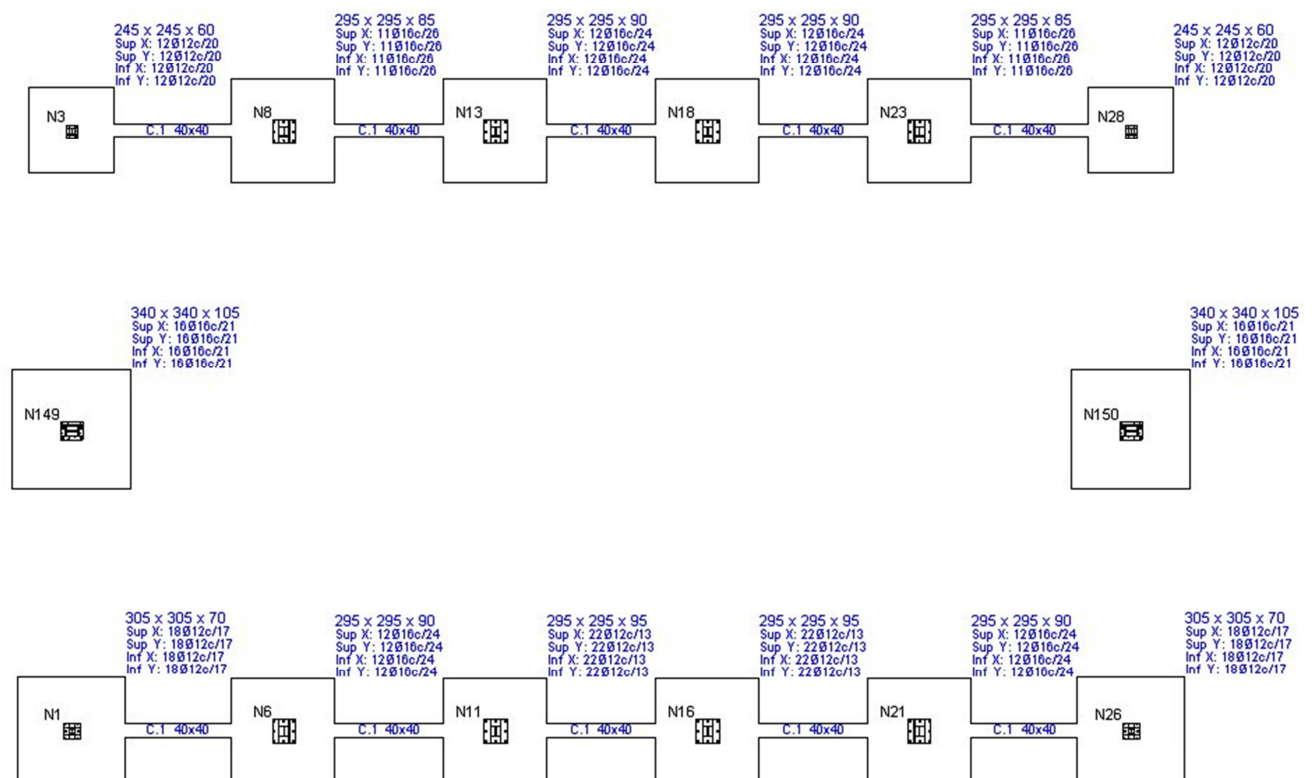 245 x 245 x 60
Sup X: 12Ø12c/20
Sup Y: 12Ø12c/20
Inf X: 12Ø12c/20
Inf Y: 12Ø12c/20
295 x 295 x 85
Sup X: 11Ø16c/26
Sup Y: 11Ø16c/26
Inf X: 11Ø16c/26
Inf Y: 11Ø16c/26
295 x 295 x 90
Sup X: 12Ø16c/24
Sup Y: 12Ø16c/24
Inf X: 12Ø16c/24
Inf Y: 12Ø16c/24
295 x 295 x 90
Sup X: 12Ø16c/24
Sup Y: 12Ø16c/24
Inf X: 12Ø16c/24
Inf Y: 12Ø16c/24
295 x 295 x 85
Sup X: 11Ø16c/26
Sup Y: 11Ø16c/26
Inf X: 11Ø16c/26
Inf Y: 11Ø16c/26
245 x 245 x 60
Sup X: 12Ø12c/20
Sup Y: 12Ø12c/20
Inf X: 12Ø12c/20
Inf Y: 12Ø12c/20
N3
N8
N13
N18
N23
N28
C.1 40x40
C.1 40x40
C.1 40x40
C.1 40x40
C.1 40x40
340 x 340 x 105
Sup X: 16Ø16c/21
Sup Y: 16Ø16c/21
Inf X: 16Ø16c/21
Inf Y: 16Ø16c/21
340 x 340 x 105
Sup X: 16Ø16c/21
Sup Y: 16Ø16c/21
Inf X: 16Ø16c/21
Inf Y: 16Ø16c/21
N149
N150
305 x 305 x 70
Sup X: 18Ø12c/17
Sup Y: 18Ø12c/17
Inf X: 18Ø12c/17
Inf Y: 18Ø12c/17
295 x 295 x 90
Sup X: 12Ø16c/24
Sup Y: 12Ø16c/24
Inf X: 12Ø16c/24
Inf Y: 12Ø16c/24
295 x 295 x 95
Sup X: 22Ø12c/13
Sup Y: 22Ø12c/13
Inf X: 22Ø12c/13
Inf Y: 22Ø12c/13
295 x 295 x 95
Sup X: 22Ø12c/13
Sup Y: 22Ø12c/13
Inf X: 22Ø12c/13
Inf Y: 22Ø12c/13
295 x 295 x 90
Sup X: 12Ø16c/24
Sup Y: 12Ø16c/24
Inf X: 12Ø16c/24
Inf Y: 12Ø16c/24
305 x 305 x 70
Sup X: 18Ø12c/17
Sup Y: 18Ø12c/17
Inf X: 18Ø12c/17
Inf Y: 18Ø12c/17
N1
N6
N11
N16
N21
N26
C.1 40x40
C.1 40x40
C.1 40x40
C.1 40x40
C.1 40x40